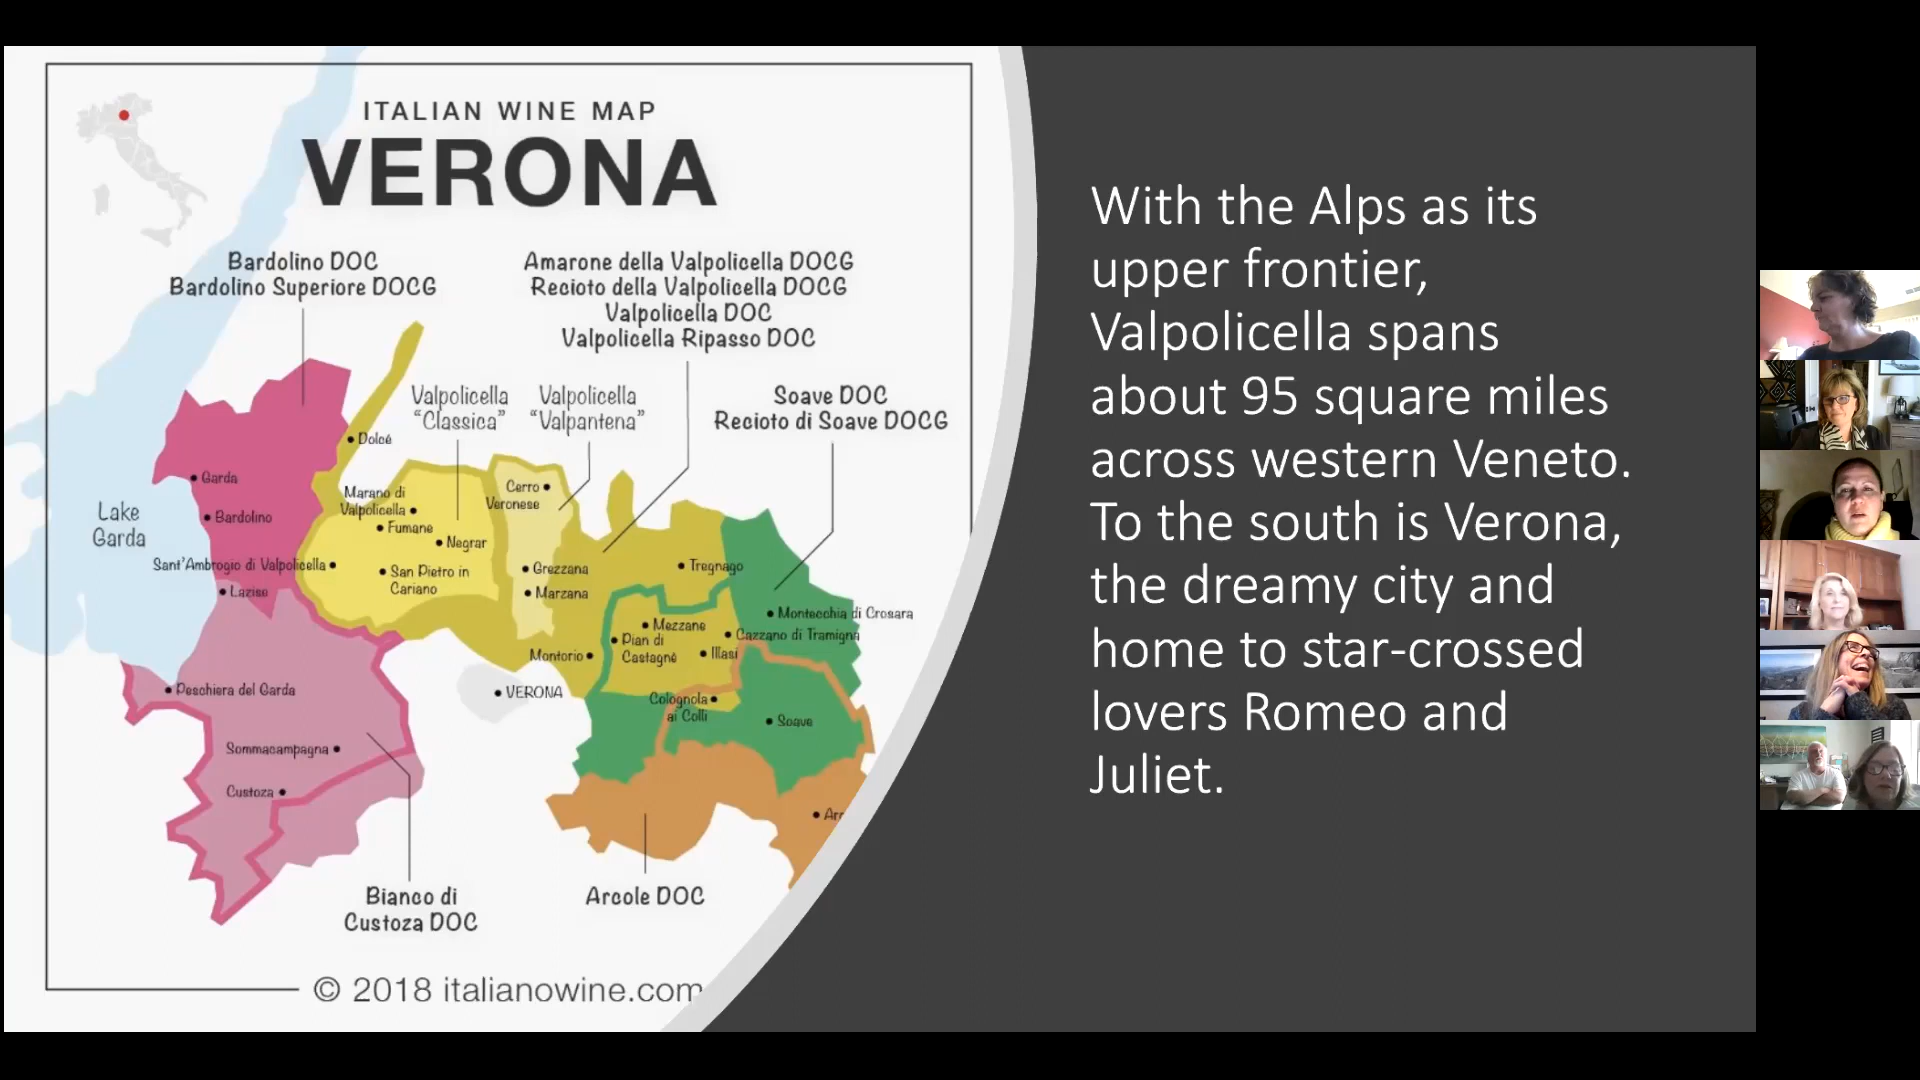 ITALIAN WINE MAP
VERONA
Bardolino DOC
Bardolino Superiore DOCG
Amarone della Valpolicella DOCG
Recioto della Valpolicella DOCG
Valpolicella DOC
Valpolicella Ripasso DOC
Valpolicella
"Classica"
Valpolicella
"Valpantena"
Soave DOC
Recioto di Soave DOCG
Dolcé
Garda
Marano di
Valpolicella
Cerro
Veronese
Lake
Garda
Bardolino
Fumane
Negrar
Sant'Ambrogio di Valpolicella
San Pietro in
Cariano
Grezzana
Tregnago
Lazise
Marzana
Montecchia di Crosara
Mezzane
Cazzano di Tramigna
Pian di
Castagné
Illasi
Montorio
Peschiera del Garda
VERONA
Colognola
ai Colli
Soave
Sommacampagna
Custoza
Bianco di
Custoza DOC
Arcole DOC
© 2018 italianowine.com
With the Alps as its
upper frontier,
Valpolicella spans
about 95 square miles
across western Veneto.
To the south is Verona,
the dreamy city and
home to star-crossed
lovers Romeo and
Juliet.